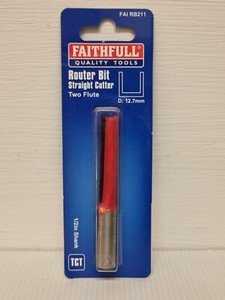 FAI RB211
FAITHFULL
QUALITY TOOLS
Router Bit
Straight Cutter
Two Flute
D: 12.7mm
1/2in Shank
TCT